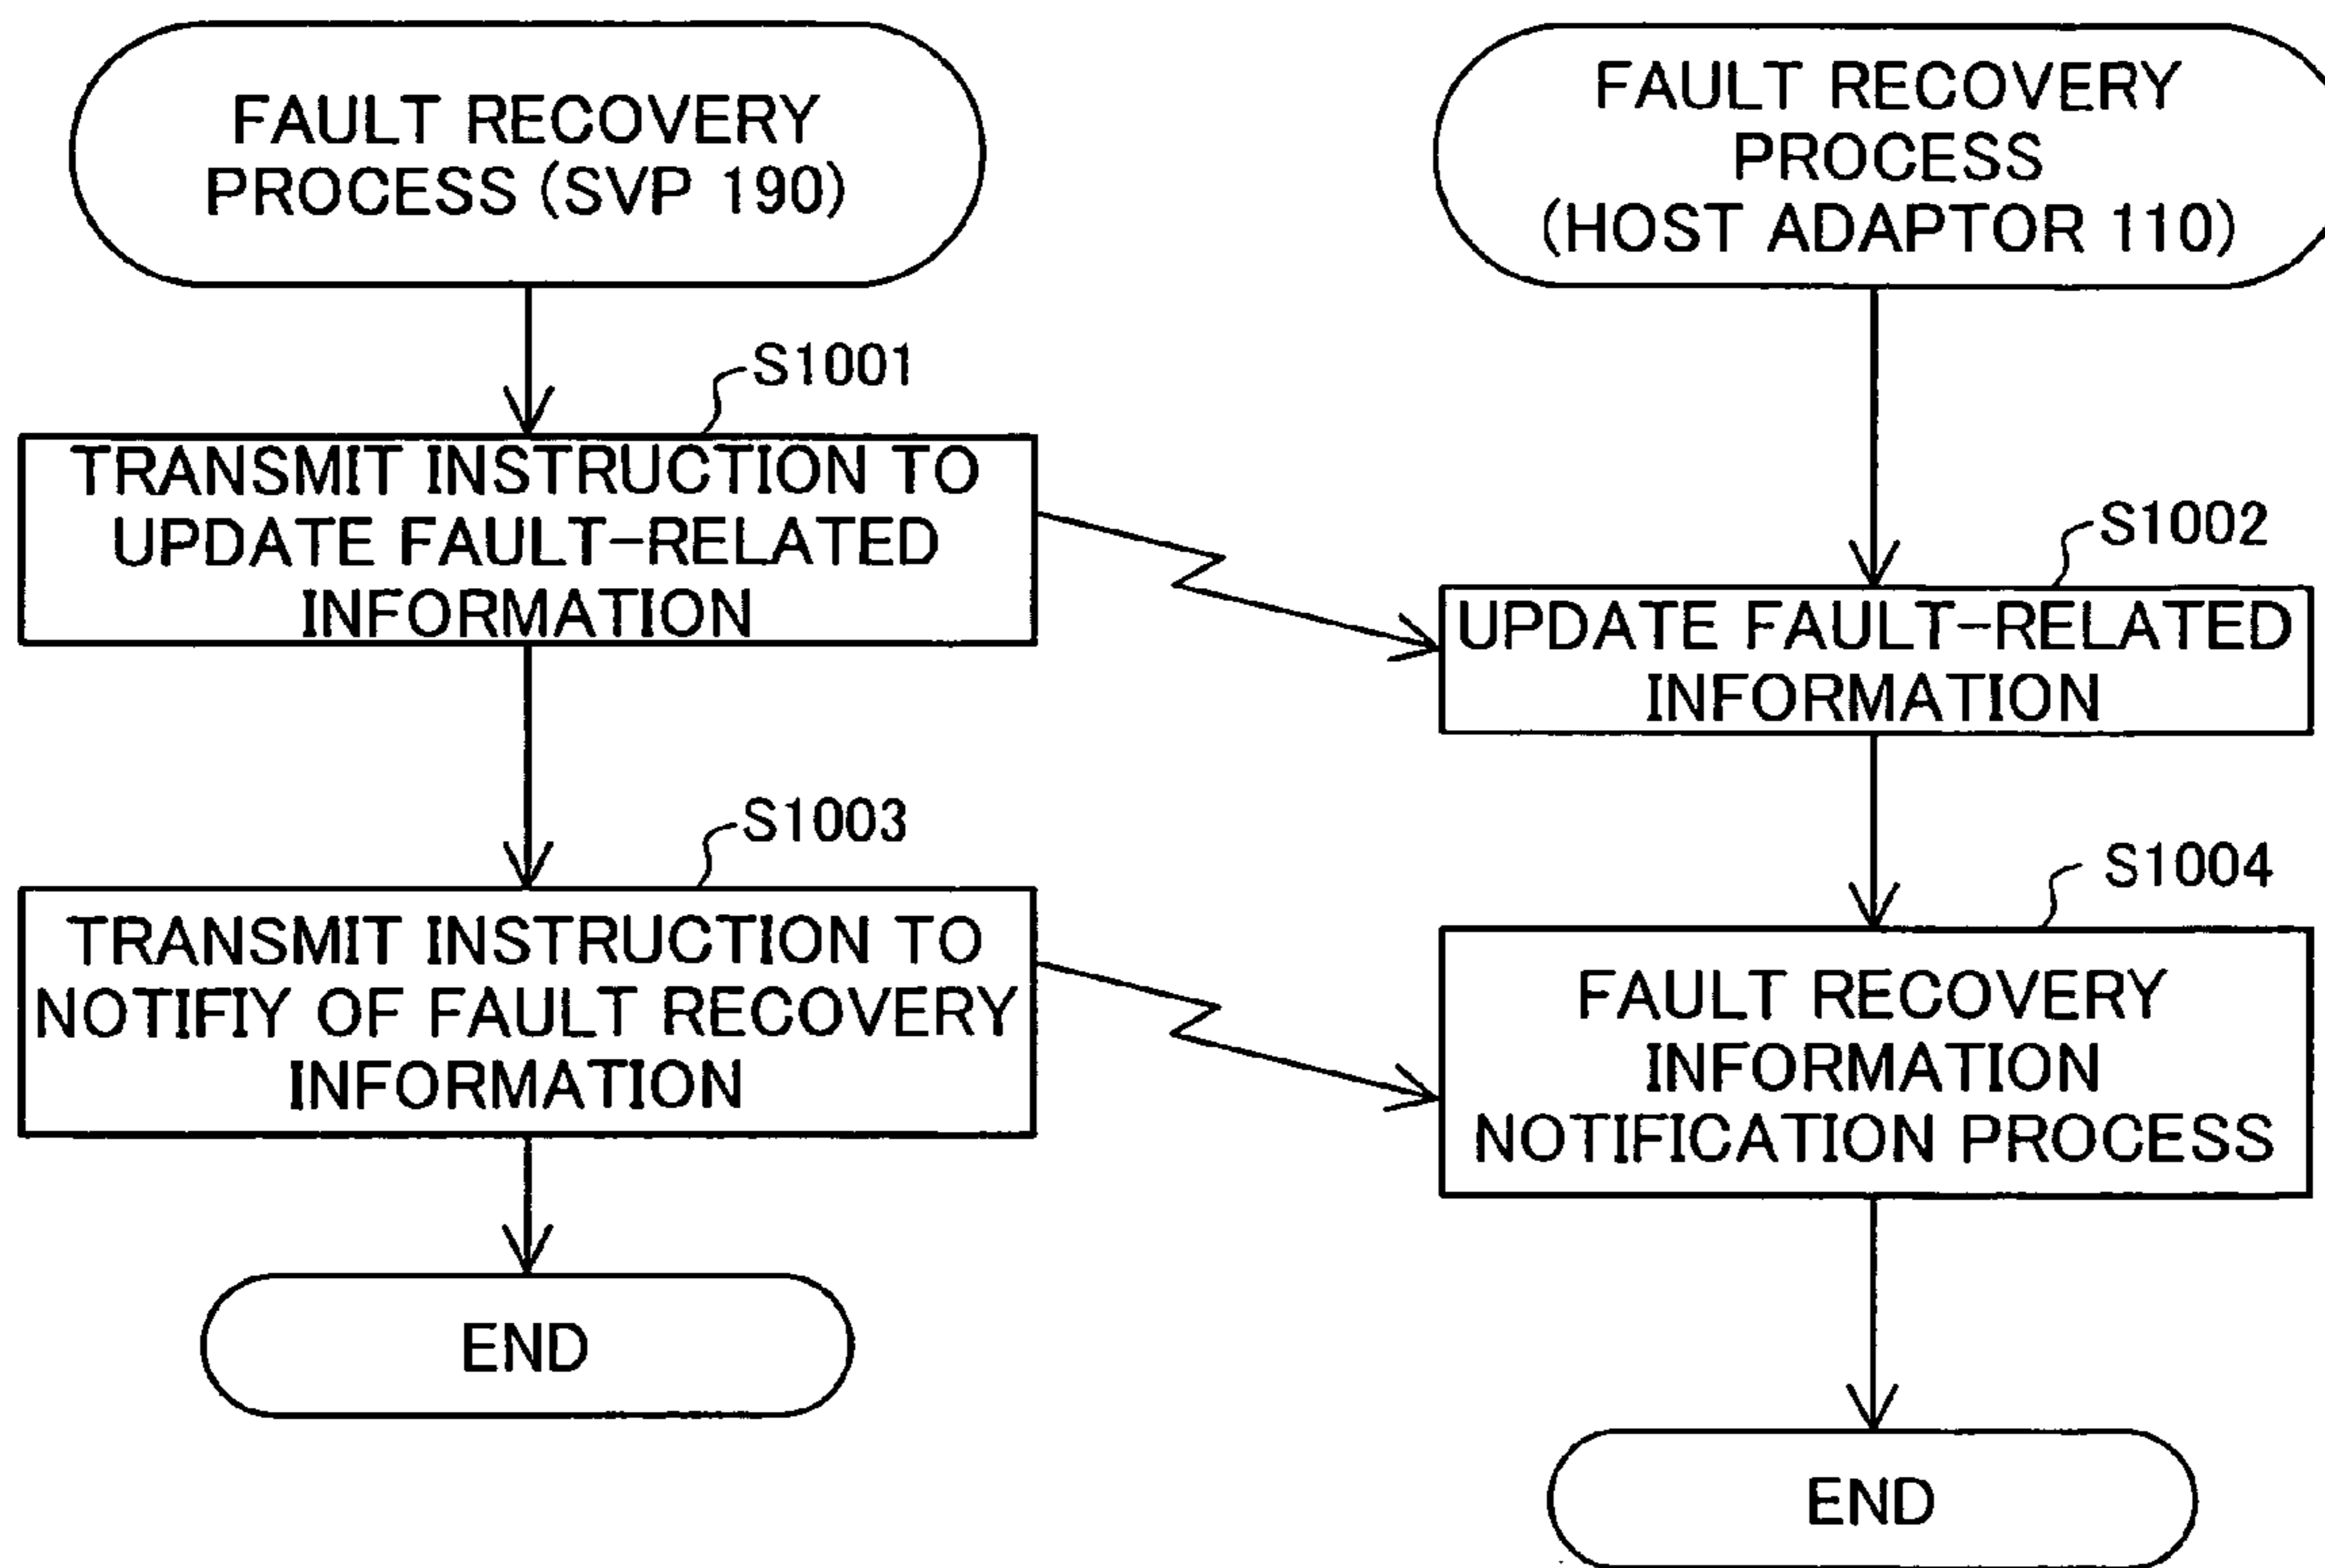 FAULT RECOVERY
PROCESS (SVP 190)
S1001
TRANSMIT INSTRUCTION TO
UPDATE FAULT-RELATED
INFORMATION
S1003
TRANSMIT INSTRUCTION TO
NOTIFIY OF FAULT RECOVERY
INFORMATION
END
FAULT RECOVERY
PROCESS
(HOST ADAPTOR 110)
S1002
UPDATE FAULT-RELATED
INFORMATION
S1004
FAULT RECOVERY
INFORMATION
NOTIFICATION PROCESS
END